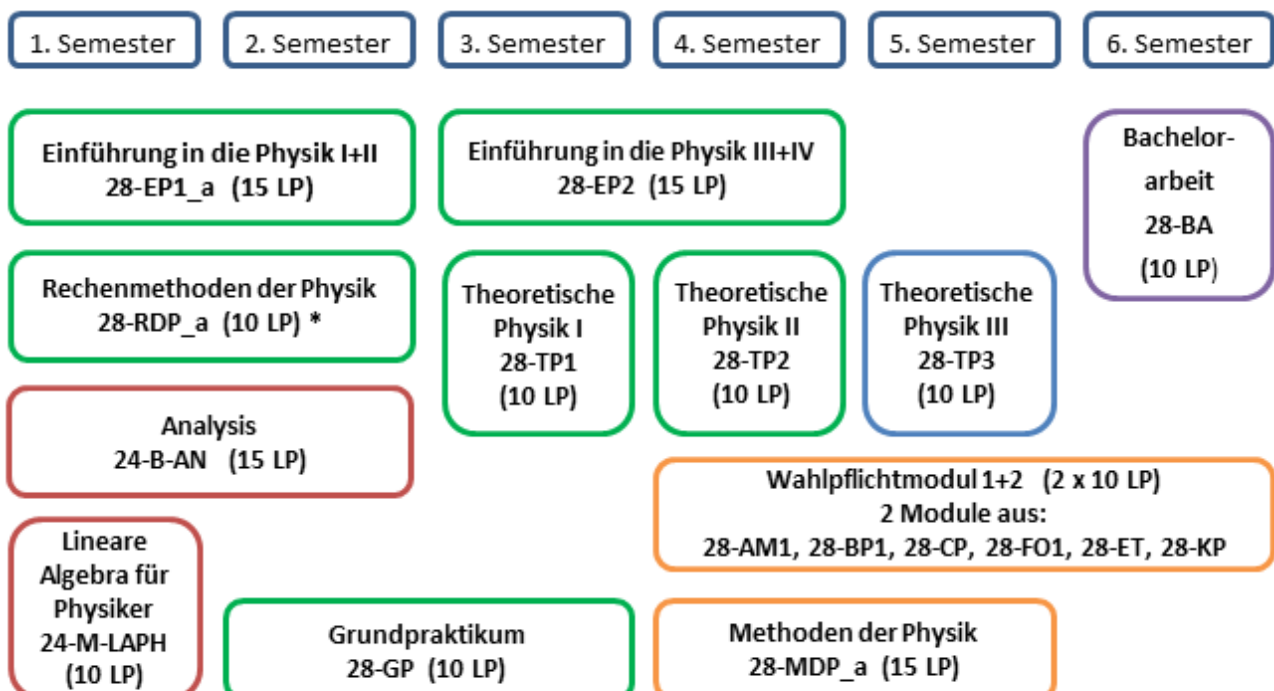 1. Semester
2. Semester
3. Semester
4. Semester
5. Semester
6. Semester
Einführung in die Physik I+II
28-EP1_a (15 LP)
Einführung in die Physik III+IV
28-EP2 (15 LP)
Bachelor-
arbeit
28-BA
(10 LP)
Rechenmethoden der Physik
28-RDP_a (10 LP) *
Theoretische
Physik I
28-TP1
(10 LP)
Theoretische
Physik II
28-TP2
(10 LP)
Theoretische
Physik III
28-TP3
(10 LP)
Analysis
24-B-AN (15 LP)
Wahlpflichtmodul 1+2 (2 x 10 LP)
2 Module aus:
28-AM1, 28-BP1, 28-CP, 28-FO1, 28-ET, 28-KP
Lineare
Algebra für
Physiker
24-M-LAPH
(10 LP)
Grundpraktikum
28-GP (10 LP)
Methoden der Physik
28-MDP_a (15 LP)